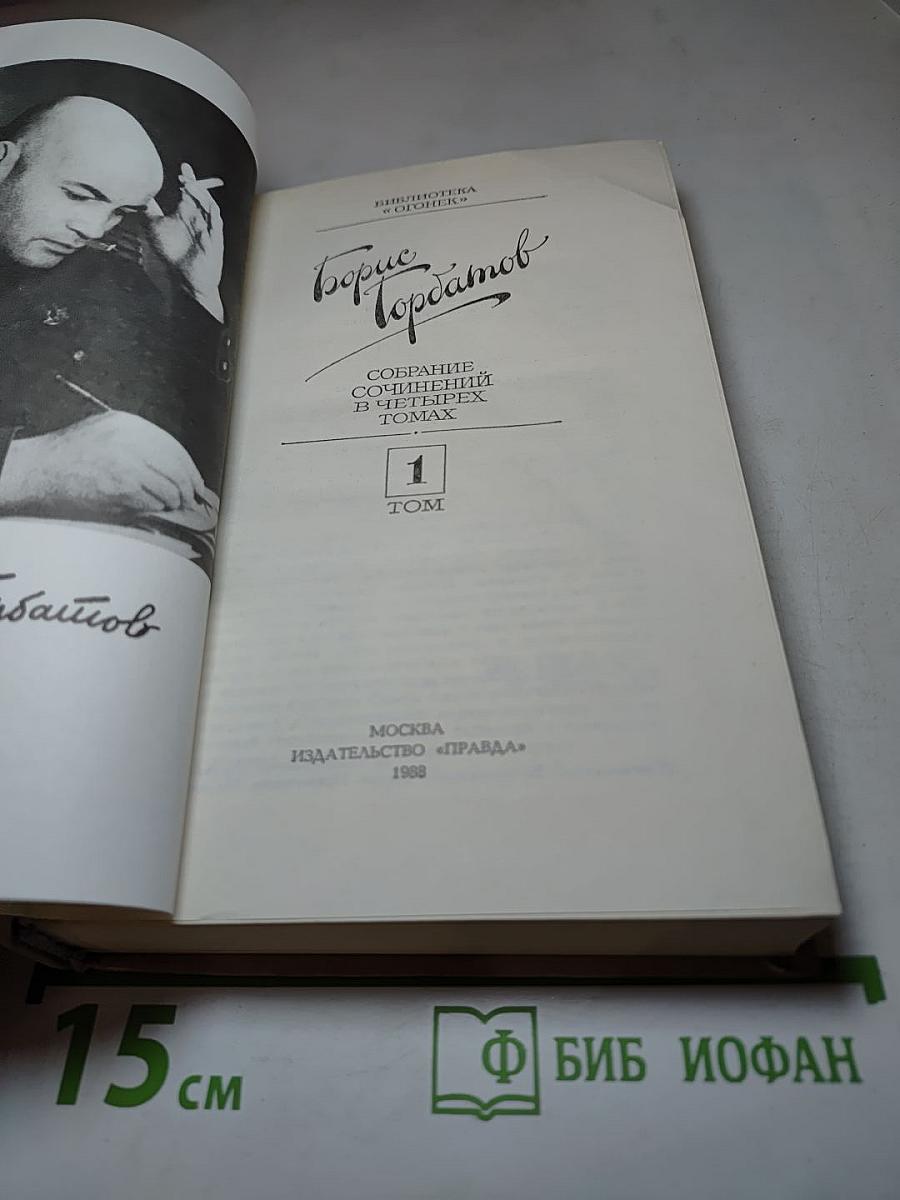 БИБЛИОТЕКА
«ОГОНЕК»
Борис
Горбатов
СОБРАНИЕ
СОЧИНЕНИЙ
В ЧЕТЫРЕХ
ТОМАХ
1
ТОМ
МОСКВА
ИЗДАТЕЛЬСТВО «ПРАВДА»
1988
15 см
Ф БИБ ИОФАН